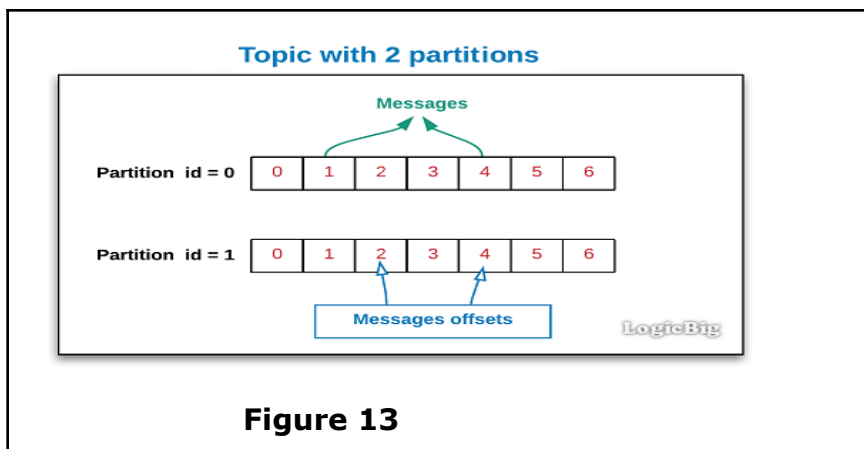 Topic with 2 partitions
Messages
Partition id = 0 0 1 2 3 4 5 6
Partition id = 1 0 1 2 3 4 5 6
Messages offsets
LogicBig
Figure 13